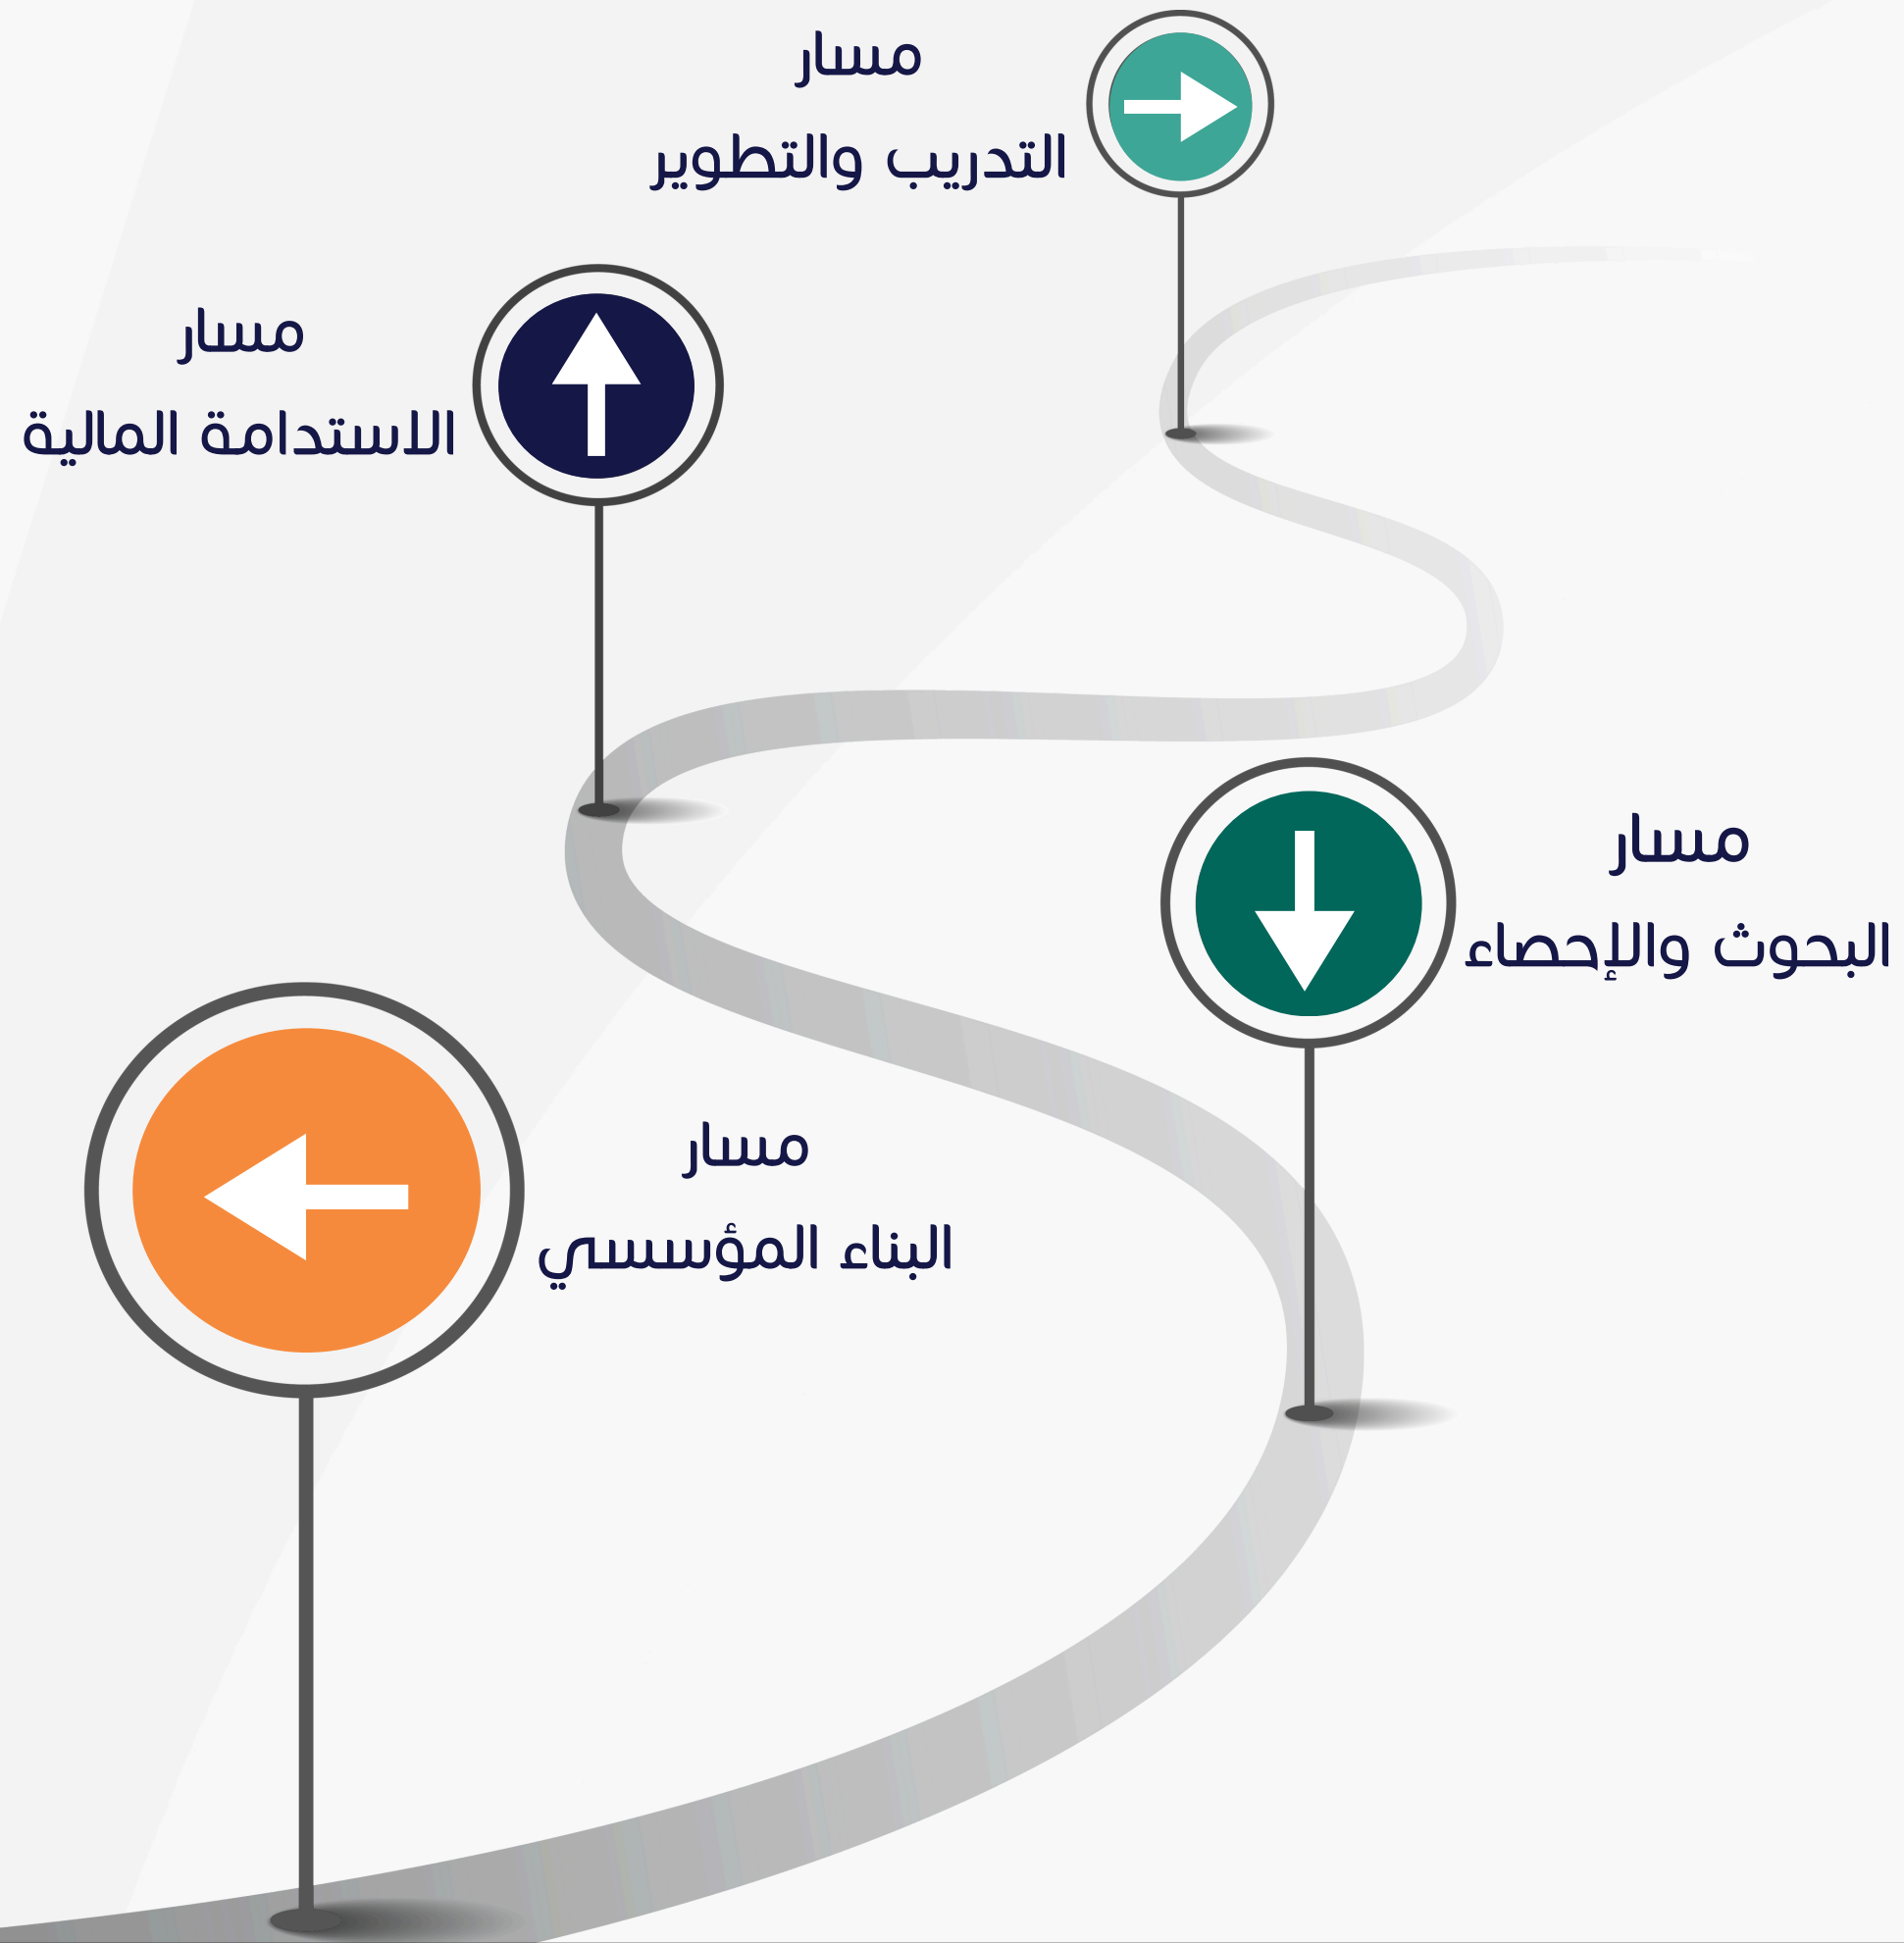 مسار
التدريب والتطوير
مسار
الاستدامة المالية
مسار
البحوث والإحصاء
مسار
البناء المؤسسي